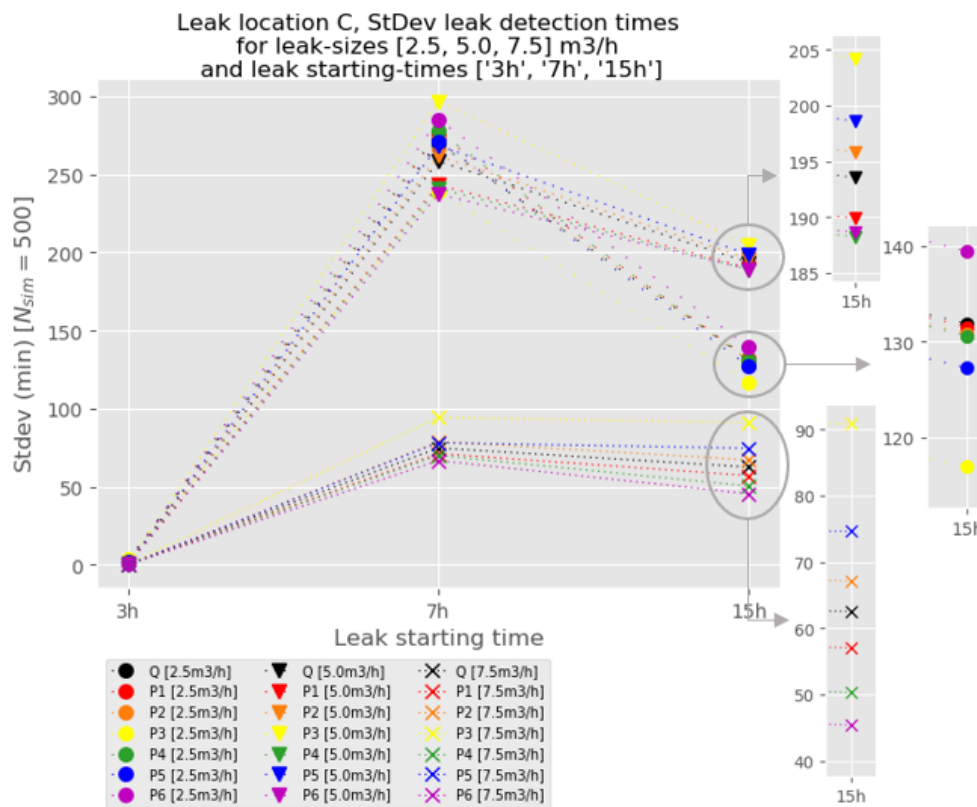 Leak location C, StDev leak detection times
for leak-sizes [2.5, 5.0, 7.5] m3/h
and leak starting-times ['3h', '7h', '15h']
Stdev (min) [N_sim = 500]
300
250
200
150
100
50
0
3h 7h 15h
Leak starting time
205
200
195
190
185
15h
140
130
120
15h
90
80
70
60
50
40
15h
Q [2.5m3/h] Q [5.0m3/h] Q [7.5m3/h]
P1 [2.5m3/h] P1 [5.0m3/h] P1 [7.5m3/h]
P2 [2.5m3/h] P2 [5.0m3/h] P2 [7.5m3/h]
P3 [2.5m3/h] P3 [5.0m3/h] P3 [7.5m3/h]
P4 [2.5m3/h] P4 [5.0m3/h] P4 [7.5m3/h]
P5 [2.5m3/h] P5 [5.0m3/h] P5 [7.5m3/h]
P6 [2.5m3/h] P6 [5.0m3/h] P6 [7.5m3/h]